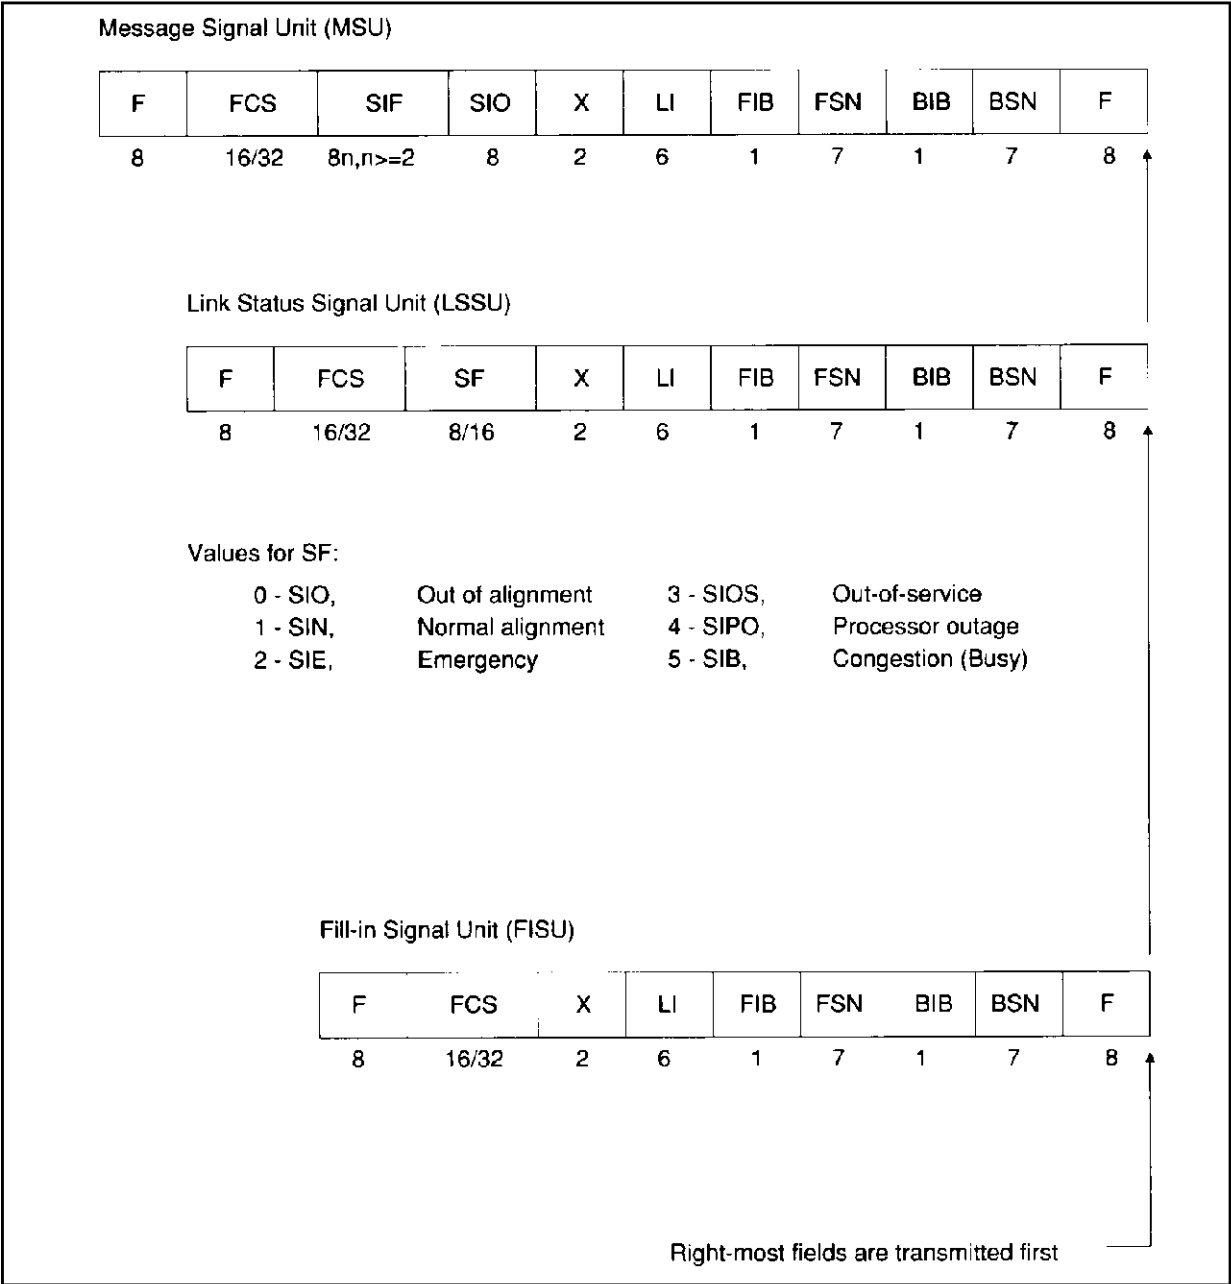 Message Signal Unit (MSU)
F FCS SIF SIO X LI FIB FSN BIB BSN F
8 16/32 8n,n>=2 8 2 6 1 7 1 7 8
Link Status Signal Unit (LSSU)
F FCS SF X LI FIB FSN BIB BSN F
8 16/32 8/16 2 6 1 7 1 7 8
Values for SF:
0 - SIO, Out of alignment 3 - SIOS, Out-of-service
1 - SIN, Normal alignment 4 - SIPO, Processor outage
2 - SIE, Emergency 5 - SIB, Congestion (Busy)
Fill-in Signal Unit (FISU)
F FCS X LI FIB FSN BIB BSN F
8 16/32 2 6 1 7 1 7 8
Right-most fields are transmitted first